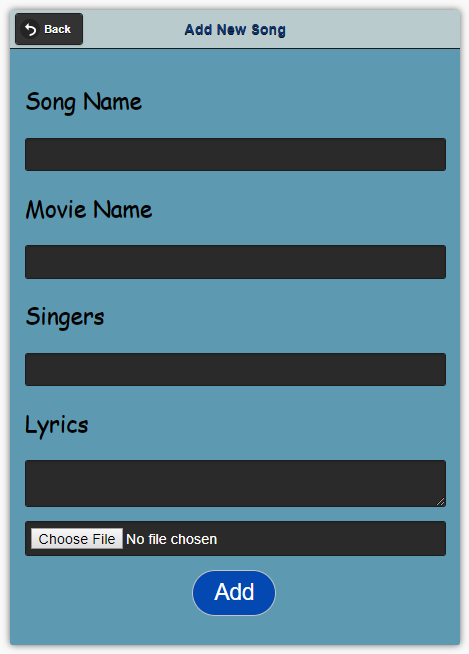 Back
Add New Song
Song Name
Movie Name
Singers
Lyrics
Choose File No file chosen
Add